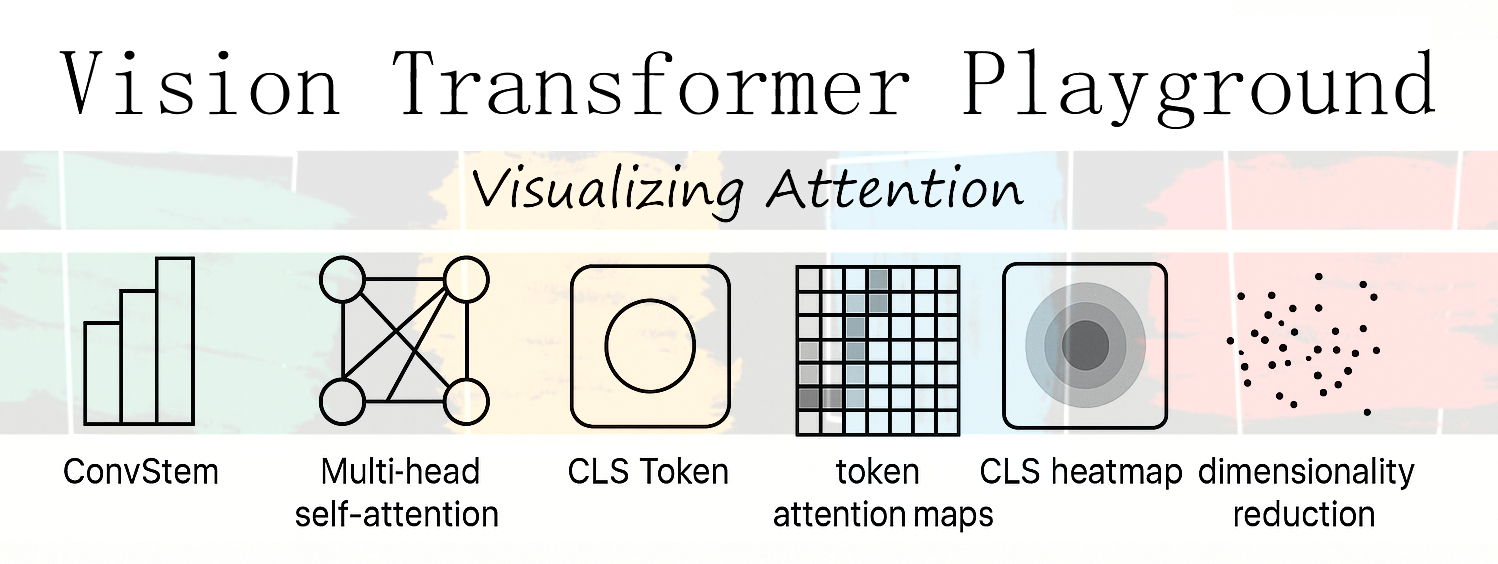 Vision Transformer Playground
Visualizing Attention
ConvStem
Multi-head
self-attention
CLS Token
token
attention maps
CLS heatmap
dimensionality
reduction